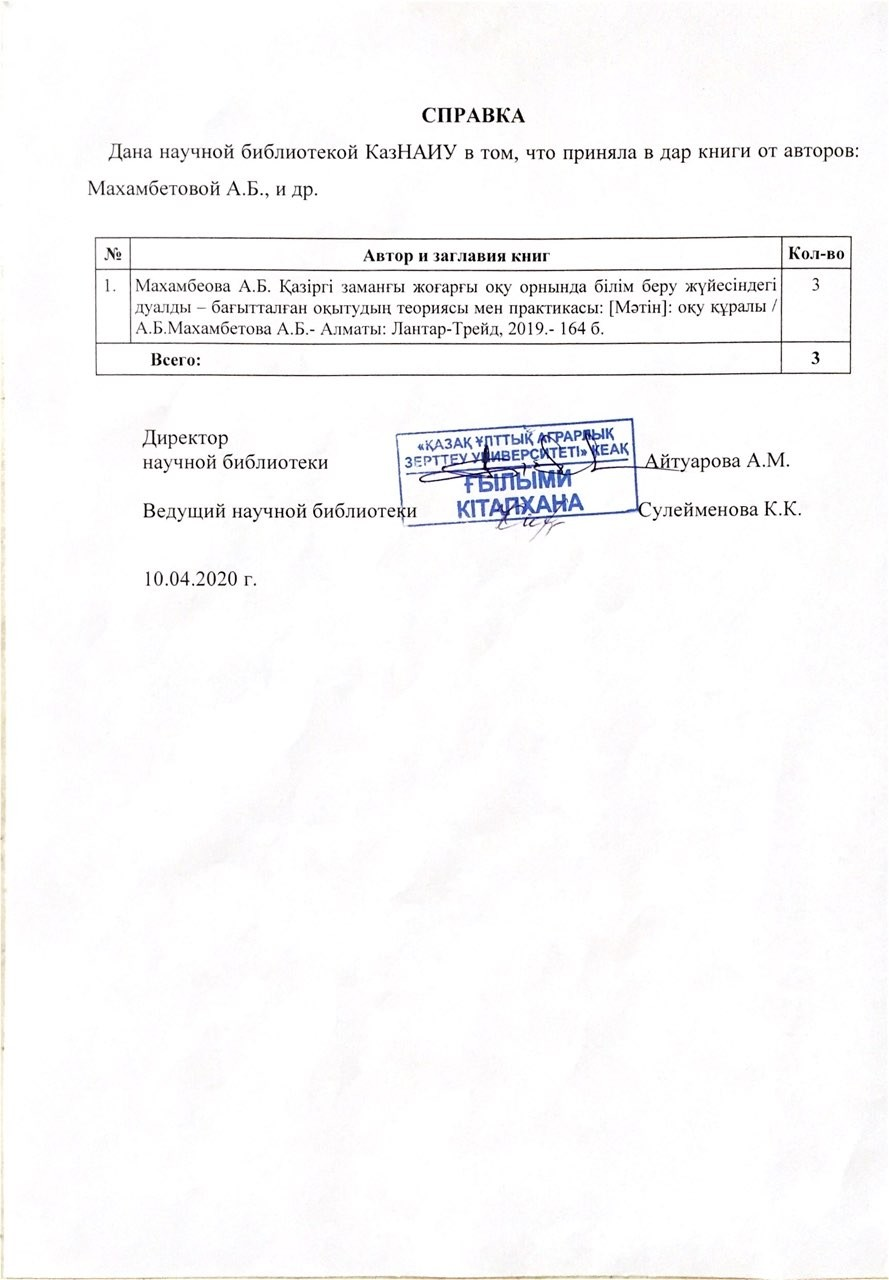 СПРАВКА
Дана научной библиотекой КазНАИУ в том, что приняла в дар книги от авторов:
Махамбетовой А.Б., и др.
№ Автор и заглавия книг Кол-во
1. Махамбеова А.Б. Қазіргі заманғы жоғарғы оқу орнында білім беру жүйесіндегі 3
дуалды – бағытталған оқытудың теориясы мен практикасы: [Мәтін]: оқу құралы /
А.Б.Махамбетова А.Б.- Алматы: Лантар-Трейд, 2019.- 164 б.
Всего: 3
Директор
научной библиотеки Айтуарова А.М.
«ҚАЗАҚ ҰЛТТЫҚ АГРАРЛЫҚ
ЗЕРТТЕУ УНИВЕРСИТЕТІ» КЕАҚ
ҒЫЛЫМИ
КІТАПХАНА
Ведущий научной библиотеки Сулейменова К.К.
10.04.2020 г.